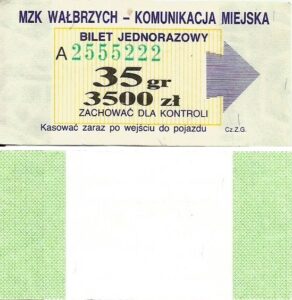 MZK WAŁBRZYCH – KOMUNIKACJA MIEJSKA
BILET JEDNORAZOWY
A 2555222
35 gr
3500 zł
ZACHOWAĆ DLA KONTROLI
Kasować zaraz po wejściu do pojazdu
Cz.Z.G.